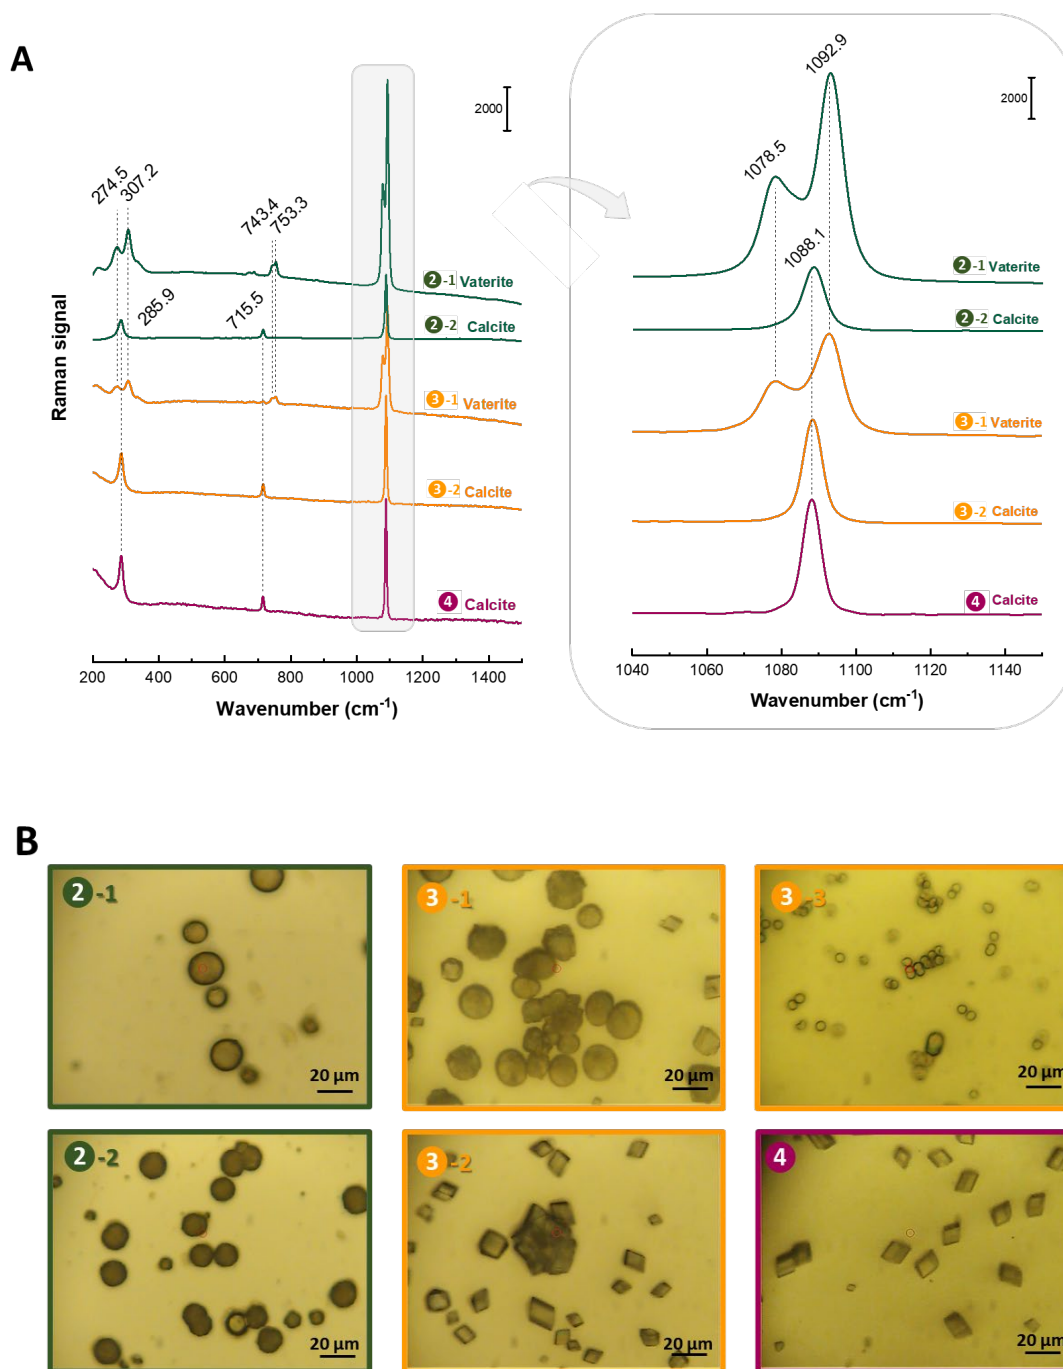 A
2000
274.5
307.2
743.4
753.3
2-1 Vaterite
285.9
715.5
2-2 Calcite
3-1 Vaterite
3-2 Calcite
4 Calcite
Raman signal
200 400 600 800 1000 1200 1400
Wavenumber (cm-1)
1092.9
2000
1078.5
1088.1
2-1 Vaterite
2-2 Calcite
3-1 Vaterite
3-2 Calcite
4 Calcite
1040 1060 1080 1100 1120 1140
Wavenumber (cm-1)
B
2-1
20 µm
3-1
20 µm
3-3
20 µm
2-2
20 µm
3-2
20 µm
4
20 µm